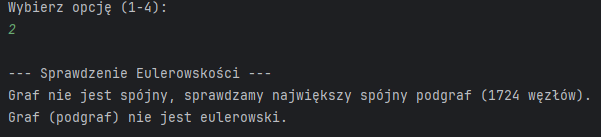 Wybierz opcję (1-4):
2
--- Sprawdzenie Eulerowskości ---
Graf nie jest spójny, sprawdzamy największy spójny podgraf (1724 węzłów).
Graf (podgraf) nie jest eulerowski.